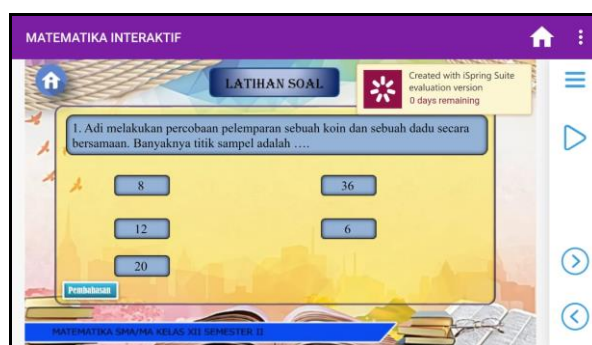 MATEMATIKA INTERAKTIF
LATIHAN SOAL
Created with iSpring Suite
evaluation version
0 days remaining
1. Adi melakukan percobaan pelemparan sebuah koin dan sebuah dadu secara
bersamaan. Banyaknya titik sampel adalah ….
8
36
12
6
20
Pembahasan
MATEMATIKA SMA/MA KELAS XII SEMESTER II